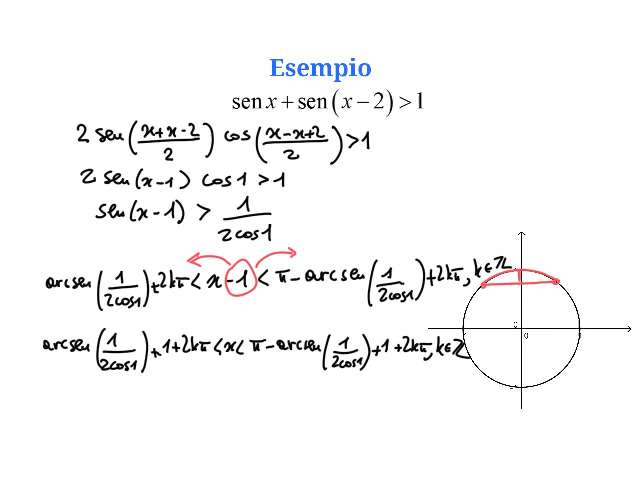 Esempio
sen x + sen(x − 2) > 1
2 sen((x+x-2)/2) cos((x-x+2)/2) > 1
2 sen(x-1) cos1 > 1
sen(x-1) > 1/(2cos1)
arcsen(1/(2cos1)) + 2kπ < x - 1 < π - arcsen(1/(2cos1)) + 2kπ, k∈ℤ
arcsen(1/(2cos1)) + 1 + 2kπ < x < π - arcsen(1/(2cos1)) + 1 + 2kπ, k∈ℤ